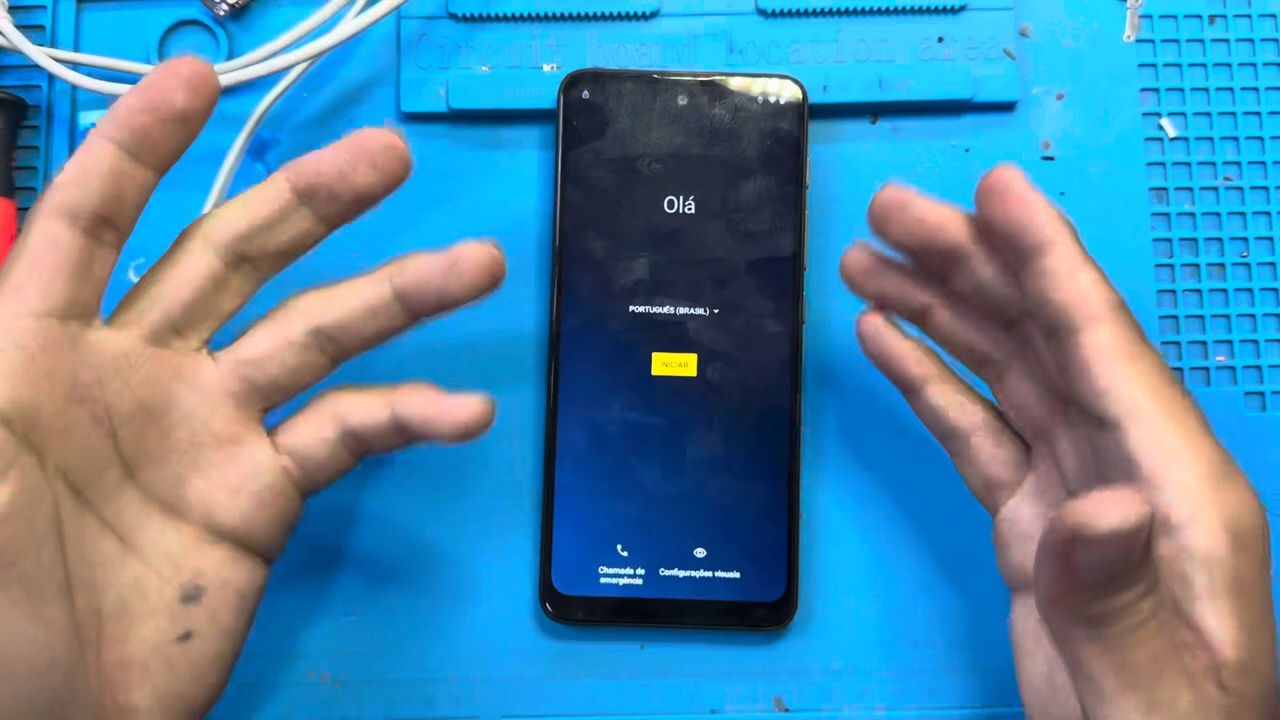 Circuit board location area
Olá
PORTUGUÊS (BRASIL)
INICIAR
Chamada de
emergência
Configurações visuais